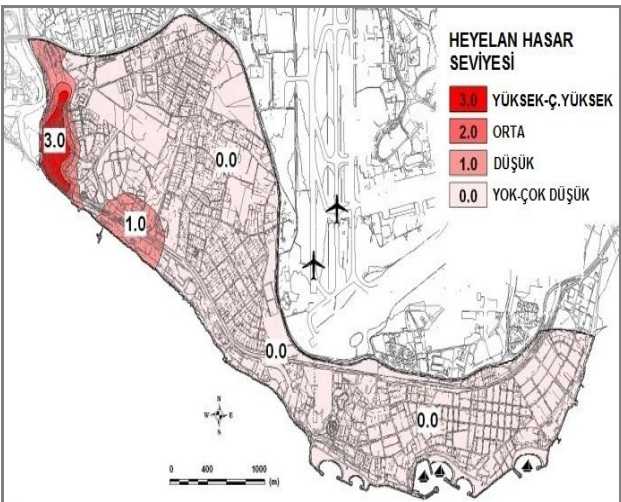 HEYELAN HASAR
SEVİYESİ
3.0 YÜKSEK-Ç.YÜKSEK
2.0 ORTA
1.0 DÜŞÜK
0.0 YOK-ÇOK DÜŞÜK
3.0
0.0
1.0
0.0
0.0
N
W E
S
0 400 1000
(m)